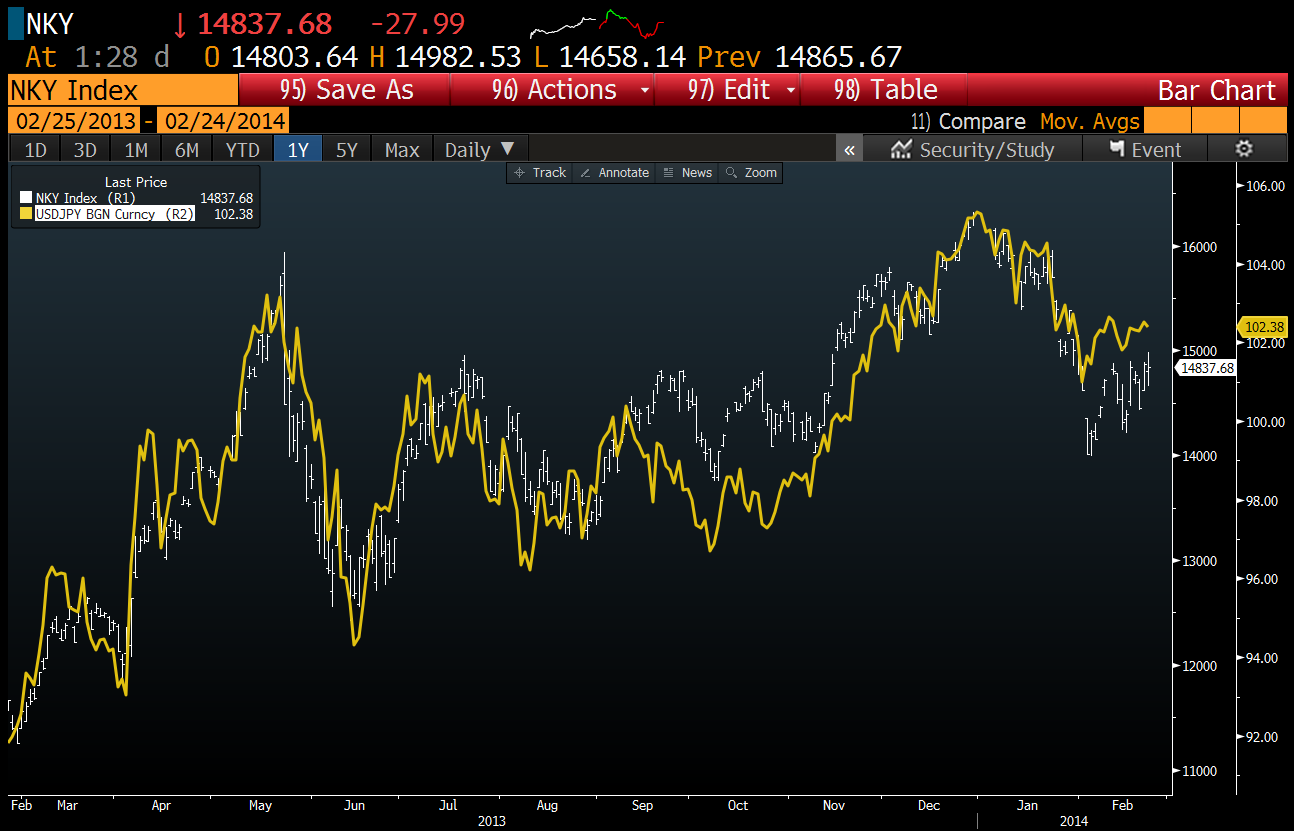 NKY ↓ 14837.68 -27.99
At 1:28 d O 14803.64 H 14982.53 L 14658.14 Prev 14865.67
NKY Index 95) Save As 96) Actions 97) Edit 98) Table Bar Chart
02/25/2013 - 02/24/2014 11) Compare Mov. Avgs
1D 3D 1M 6M YTD 1Y 5Y Max Daily ▼ « Security/Study Event
Track Annotate News Zoom
Last Price
NKY Index (R1) 14837.68
USDJPY BGN Curncy (R2) 102.38
106.00
16000
104.00
102.38
102.00
15000
14837.68
100.00
14000
98.00
13000
96.00
94.00
12000
92.00
11000
Feb Mar Apr May Jun Jul Aug Sep Oct Nov Dec Jan Feb
2013 2014